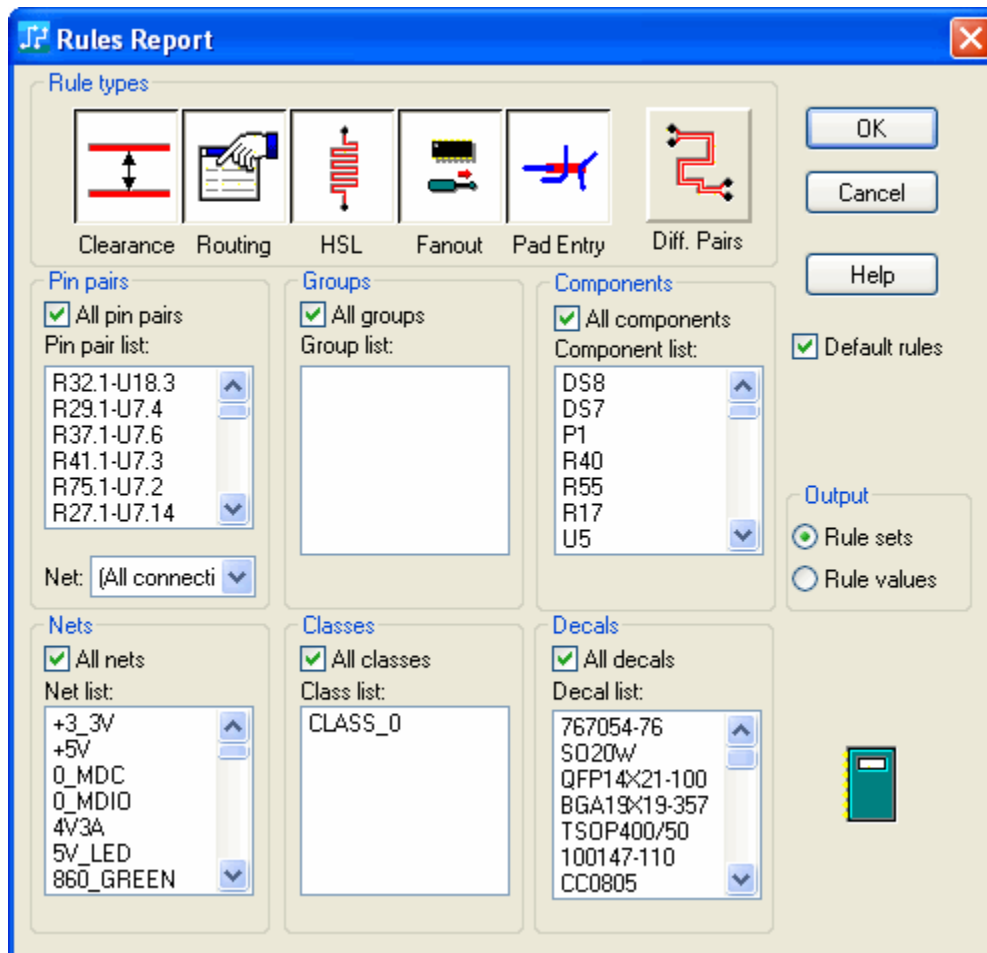 Rules Report
Rule types
Clearance
Routing
HSL
Fanout
Pad Entry
Diff. Pairs
OK
Cancel
Help
Default rules
Pin pairs
All pin pairs
Pin pair list:
R32.1-U18.3
R29.1-U7.4
R37.1-U7.6
R41.1-U7.3
R75.1-U7.2
R27.1-U7.14
Net: (All connecti
Groups
All groups
Group list:
Components
All components
Component list:
DS8
DS7
P1
R40
R55
R17
U5
Output
Rule sets
Rule values
Nets
All nets
Net list:
+3_3V
+5V
0_MDC
0_MDIO
4V3A
5V_LED
860_GREEN
Classes
All classes
Class list:
CLASS_0
Decals
All decals
Decal list:
767054-76
SO20W
QFP14X21-100
BGA19X19-357
TSOP400/50
100147-110
CC0805